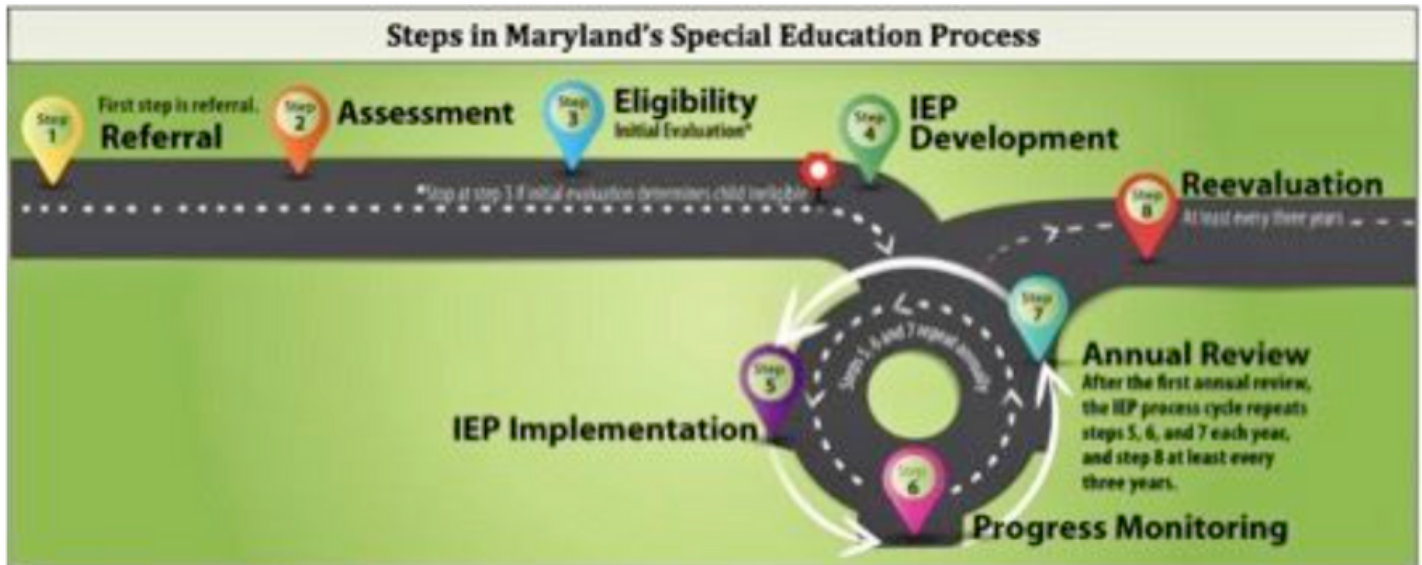 Steps in Maryland's Special Education Process
Step
1
First step is referral.
Referral
Step
2
Assessment
Step
3
Eligibility
Initial Evaluation*
*Stop at step 3 if initial evaluation determines child ineligible
Step
4
IEP
Development
Step
8
Reevaluation
At least every three years
Step
7
Annual Review
After the first annual review,
the IEP process cycle repeats
steps 5, 6, and 7 each year,
and step 8 at least every
three years.
Steps 5, 6 and 7 repeat annually
Step
5
IEP Implementation
Step
6
Progress Monitoring